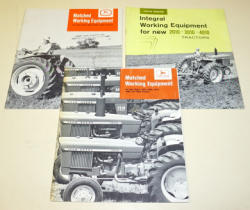 Matched
Working Equipment
Integral
Working Equipment
for new 2010 · 3010 · 4010
TRACTORS
Matched
Working Equipment